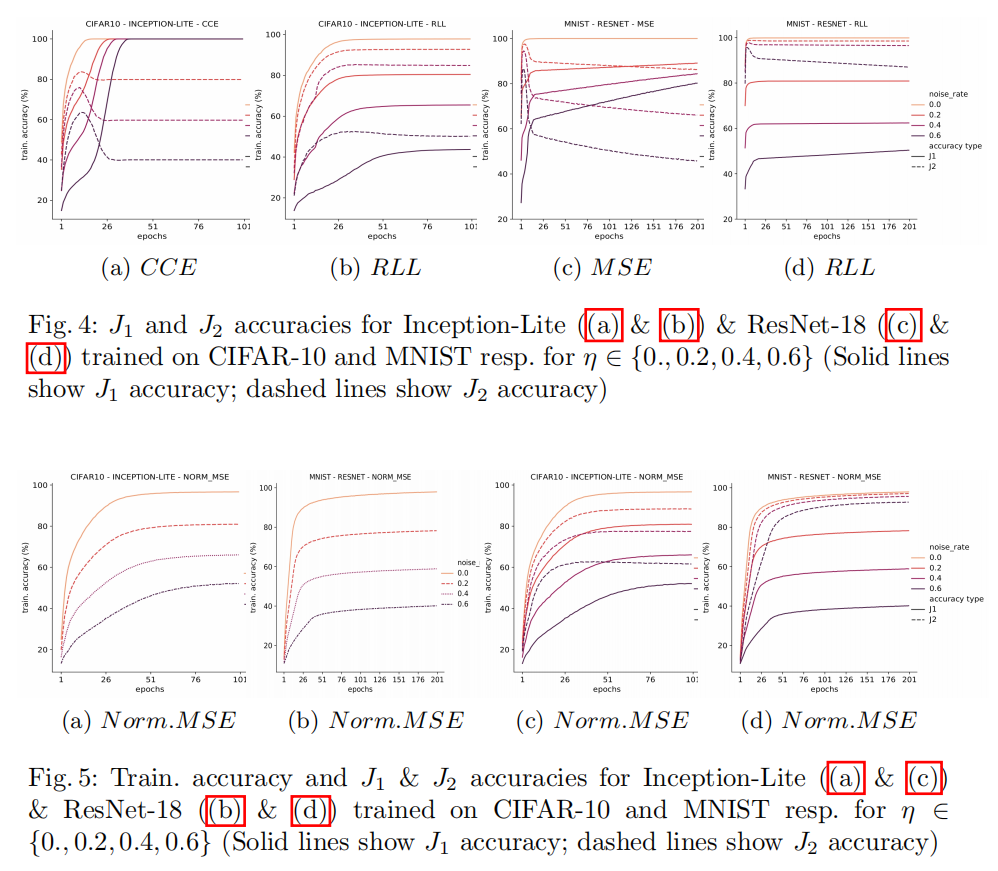 CIFAR10 - INCEPTION-LITE - CCE
train. accuracy (%)
100
80
60
40
20
1 26 51 76 101
epochs
(a) CCE
CIFAR10 - INCEPTION-LITE - RLL
train. accuracy (%)
100
80
60
40
20
1 26 51 76 101
epochs
(b) RLL
MNIST - RESNET - MSE
train. accuracy (%)
100
80
60
40
20
1 26 51 76 101 126 151 176 201
epochs
(c) MSE
MNIST - RESNET - RLL
train. accuracy (%)
100
80
60
40
20
1 26 51 76 101 126 151 176 201
epochs
noise_rate
0.0
0.2
0.4
0.6
accuracy type
J1
J2
(d) RLL
Fig. 4: J₁ and J₂ accuracies for Inception-Lite ((a) & (b)) & ResNet-18 ((c) &
(d)) trained on CIFAR-10 and MNIST resp. for η ∈ {0., 0.2, 0.4, 0.6} (Solid lines
show J₁ accuracy; dashed lines show J₂ accuracy)
CIFAR10 - INCEPTION-LITE - NORM_MSE
train. accuracy (%)
100
80
60
40
20
1 26 51 76 101
epochs
(a) Norm.MSE
MNIST - RESNET - NORM_MSE
train. accuracy (%)
100
80
60
40
20
1 26 51 76 101 126 151 176 201
epochs
noise_
0.0
0.2
0.4
0.6
(b) Norm.MSE
CIFAR10 - INCEPTION-LITE - NORM_MSE
train. accuracy (%)
100
80
60
40
20
1 26 51 76 101
epochs
(c) Norm.MSE
MNIST - RESNET - NORM_MSE
train. accuracy (%)
100
80
60
40
20
1 26 51 76 101 126 151 176 201
epochs
noise_rate
0.0
0.2
0.4
0.6
accuracy type
J1
J2
(d) Norm.MSE
Fig. 5: Train. accuracy and J₁ & J₂ accuracies for Inception-Lite ((a) & (c))
& ResNet-18 ((b) & (d)) trained on CIFAR-10 and MNIST resp. for η ∈
{0., 0.2, 0.4, 0.6} (Solid lines show J₁ accuracy; dashed lines show J₂ accuracy)